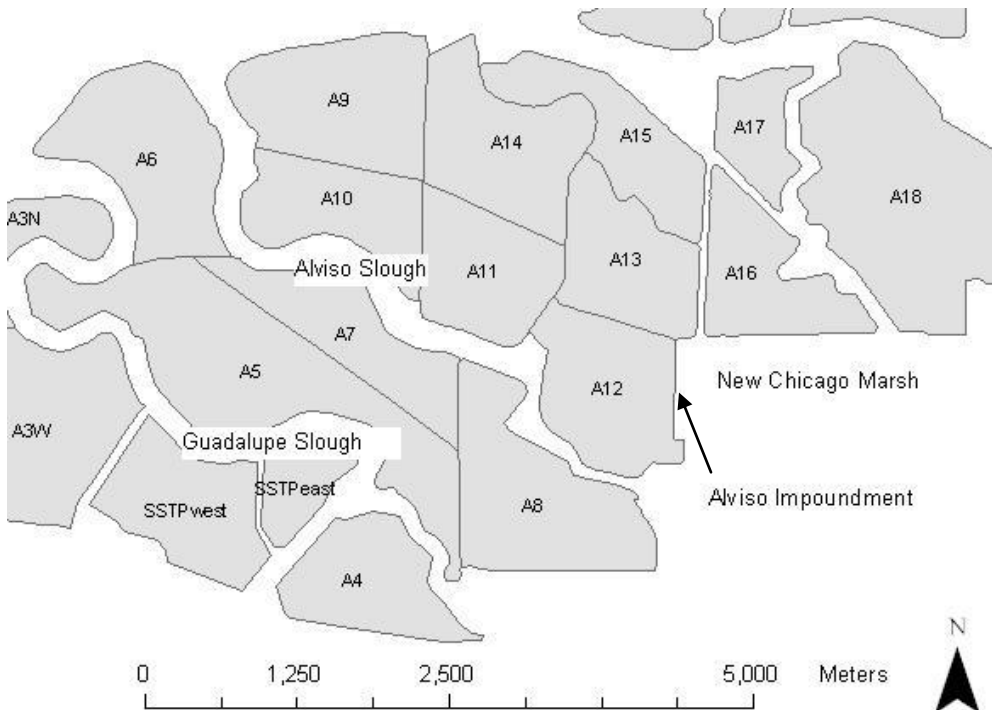 A9
A17
A15
A14
A6
A10
A18
A3N
A13
Alviso Slough
A11
A16
A7
A5
New Chicago Marsh
A12
A3W
Guadalupe Slough
SSTPeast
Alviso Impoundment
SSTPwest
A8
A4
N
0 1,250 2,500 5,000 Meters